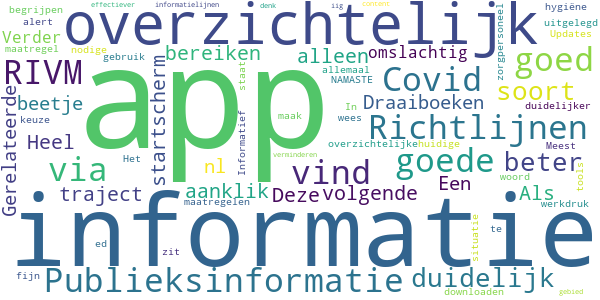 effectiever informatielijnen denk iig content
begrijpen alert overzichtelijk hygiëne
maatregel nodige gebruik zorgpersoneel uitgelegd
Verder bereiken alleen omslachtig Updates
RIVM app staat allemaal NAMASTE Covid goed
beetje startscherm Draaiboeken soort duidelijker
keuze Informatief In maak wees Richtlijnen
Gerelateerde Heel Het overzichtelijke huidige Meest
via nl verminderen vind goede beter tools
traject aanklik Deze volgende Een woord Als
maatregelen werkdruk
informatie
ed zit situatie te
fijn Publieksinformatie duidelijk
downloaden gebied